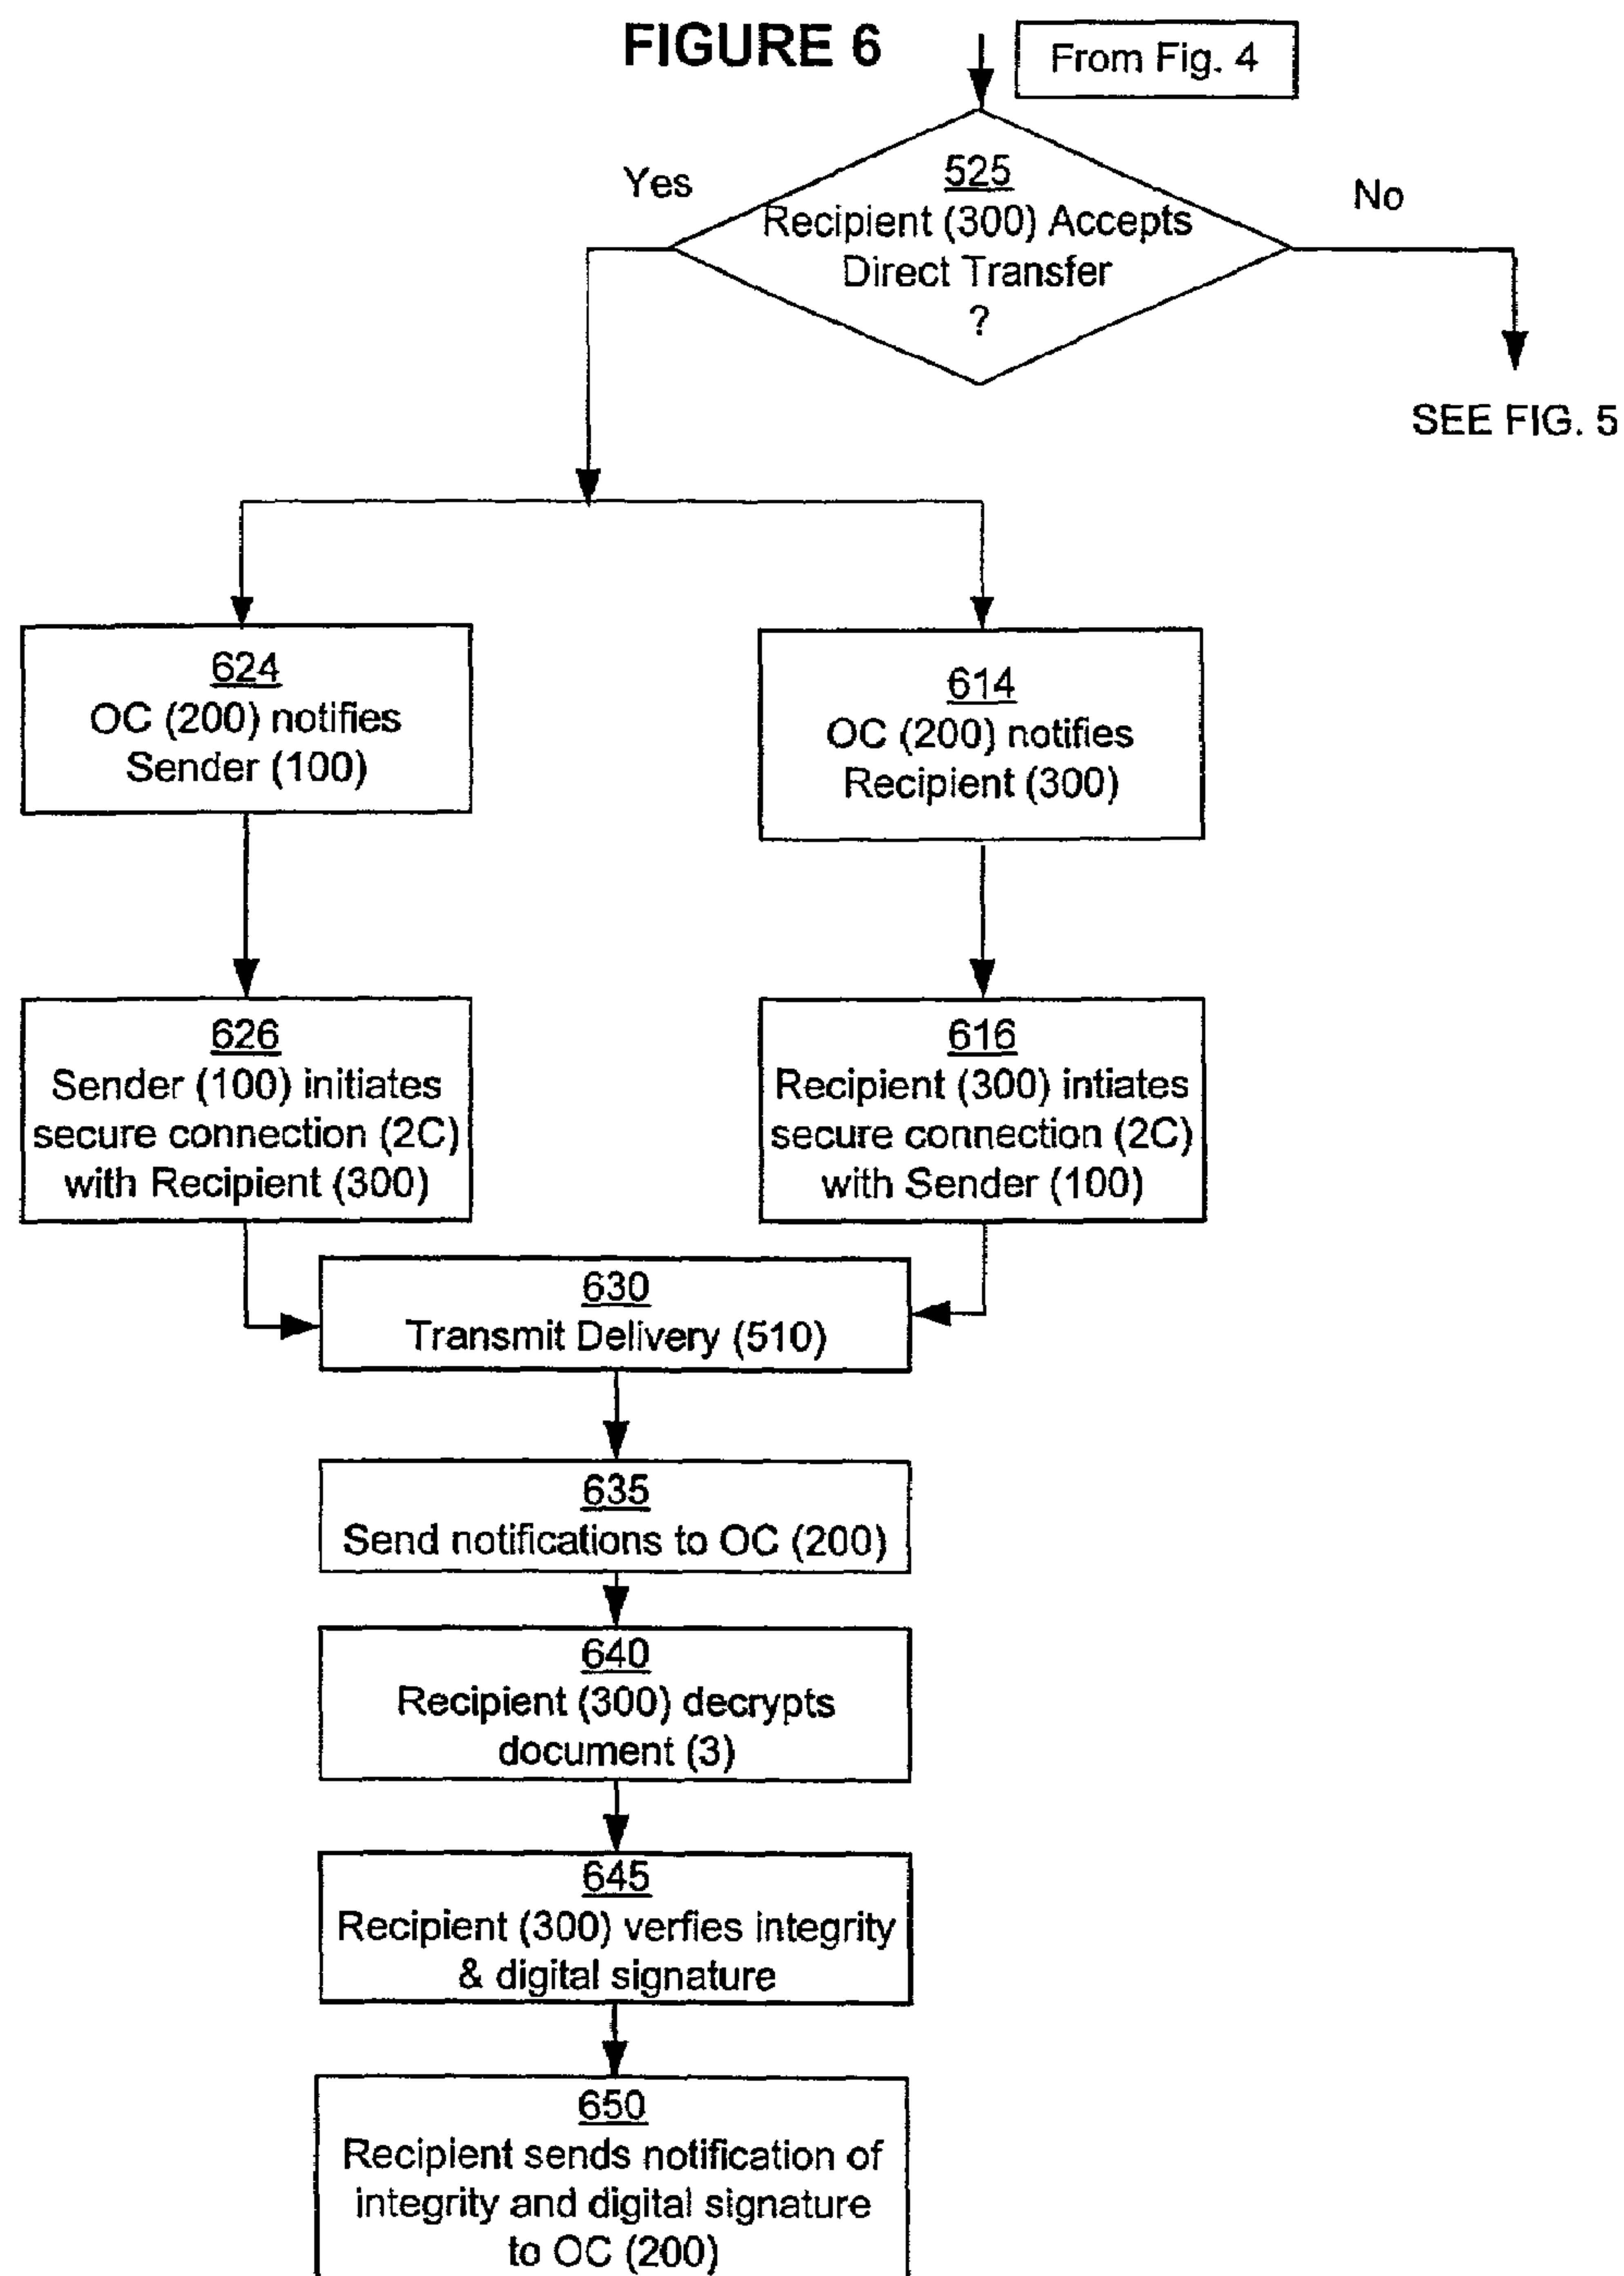 FIGURE 6
From Fig. 4
Yes
525
Recipient (300) Accepts
Direct Transfer
?
No
SEE FIG. 5
624
OC (200) notifies
Sender (100)
614
OC (200) notifies
Recipient (300)
626
Sender (100) initiates
secure connection (2C)
with Recipient (300)
616
Recipient (300) intiates
secure connection (2C)
with Sender (100)
630
Transmit Delivery (510)
635
Send notifications to OC (200)
640
Recipient (300) decrypts
document (3)
645
Recipient (300) verfies integrity
& digital signature
650
Recipient sends notification of
integrity and digital signature
to OC (200)